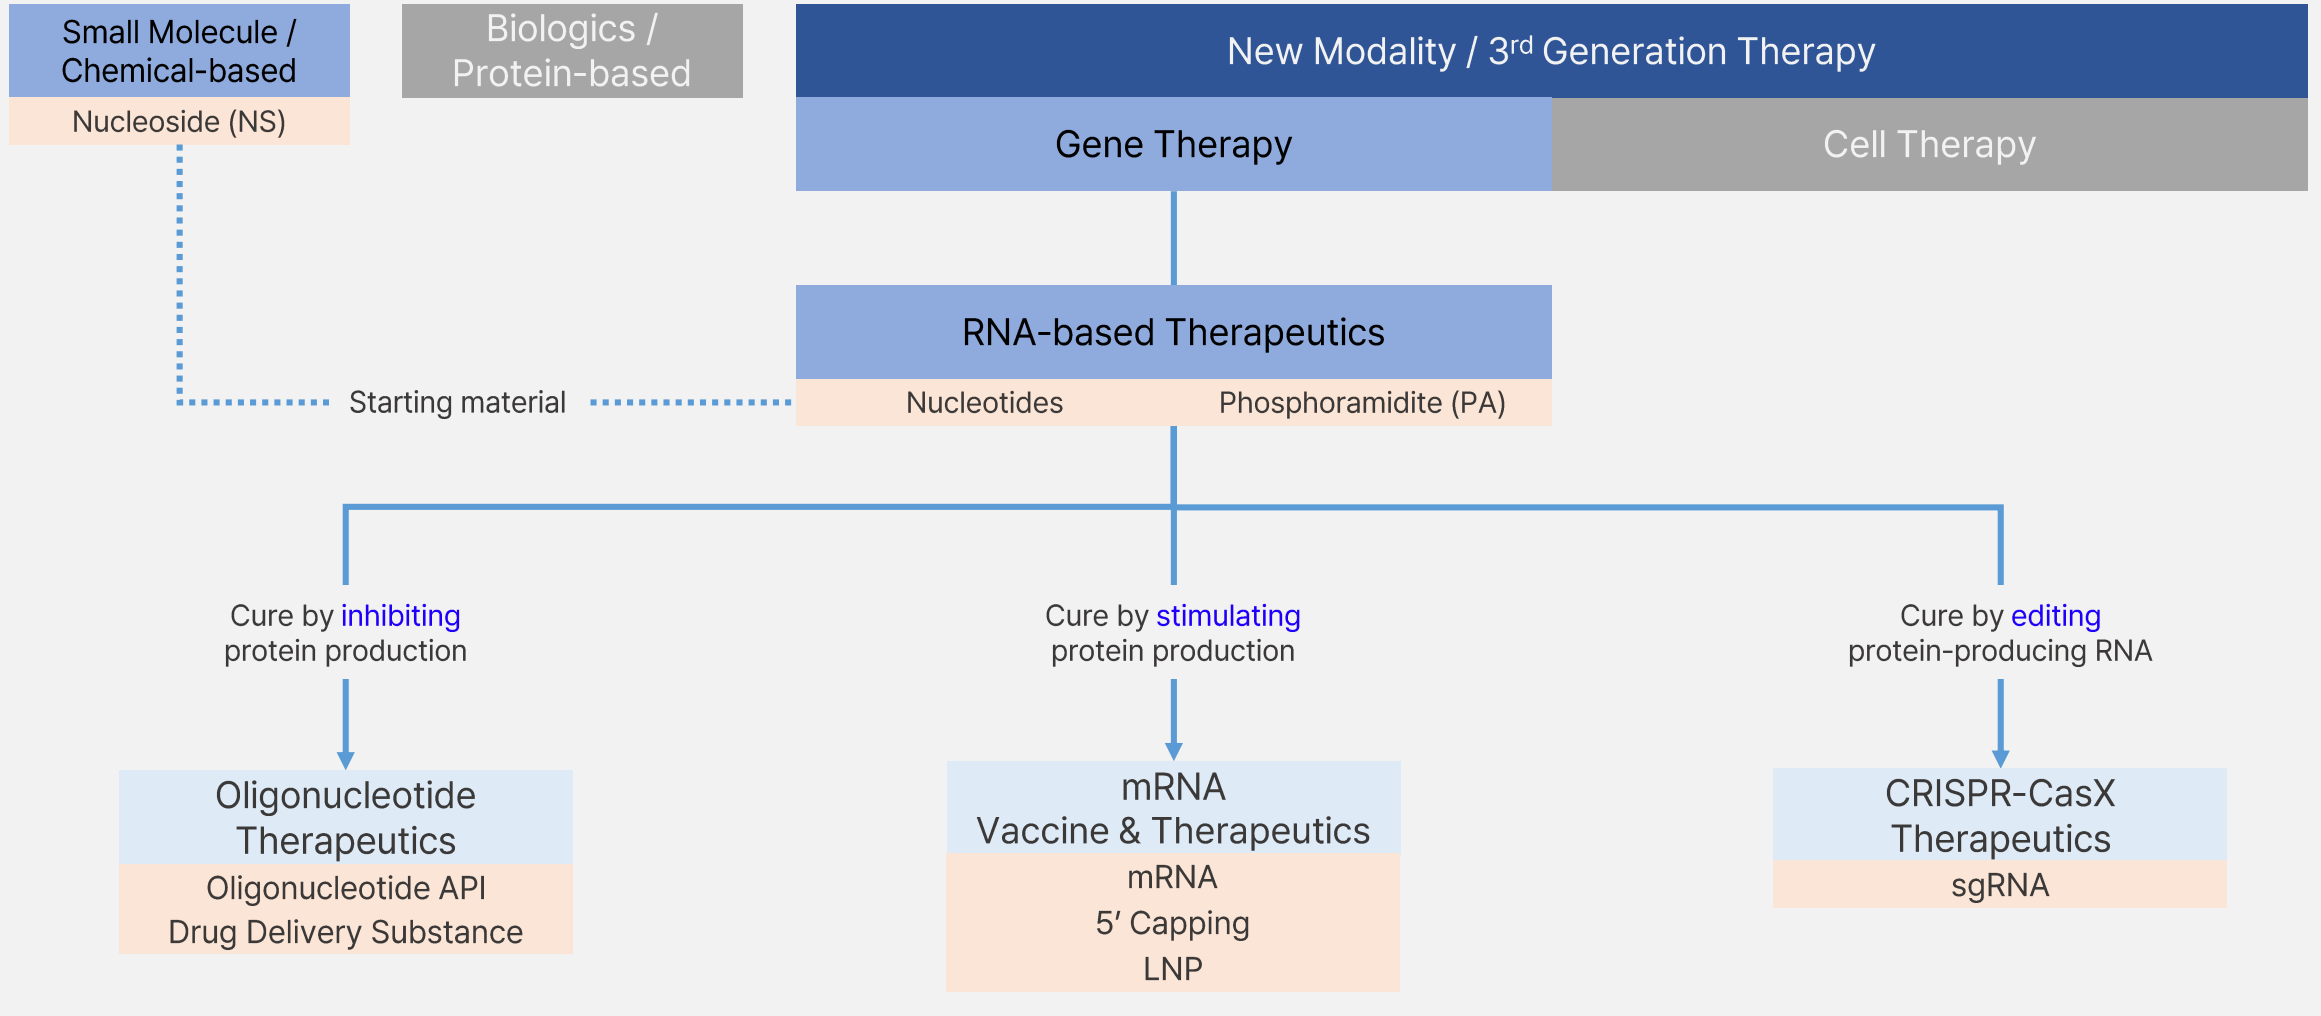 Small Molecule /
Chemical-based
Nucleoside (NS)
Biologics /
Protein-based
New Modality / 3rd Generation Therapy
Gene Therapy
Cell Therapy
RNA-based Therapeutics
Starting material
Nucleotides
Phosphoramidite (PA)
Cure by inhibiting
protein production
Cure by stimulating
protein production
Cure by editing
protein-producing RNA
Oligonucleotide
Therapeutics
Oligonucleotide API
Drug Delivery Substance
mRNA
Vaccine & Therapeutics
mRNA
5’ Capping
LNP
CRISPR-CasX
Therapeutics
sgRNA